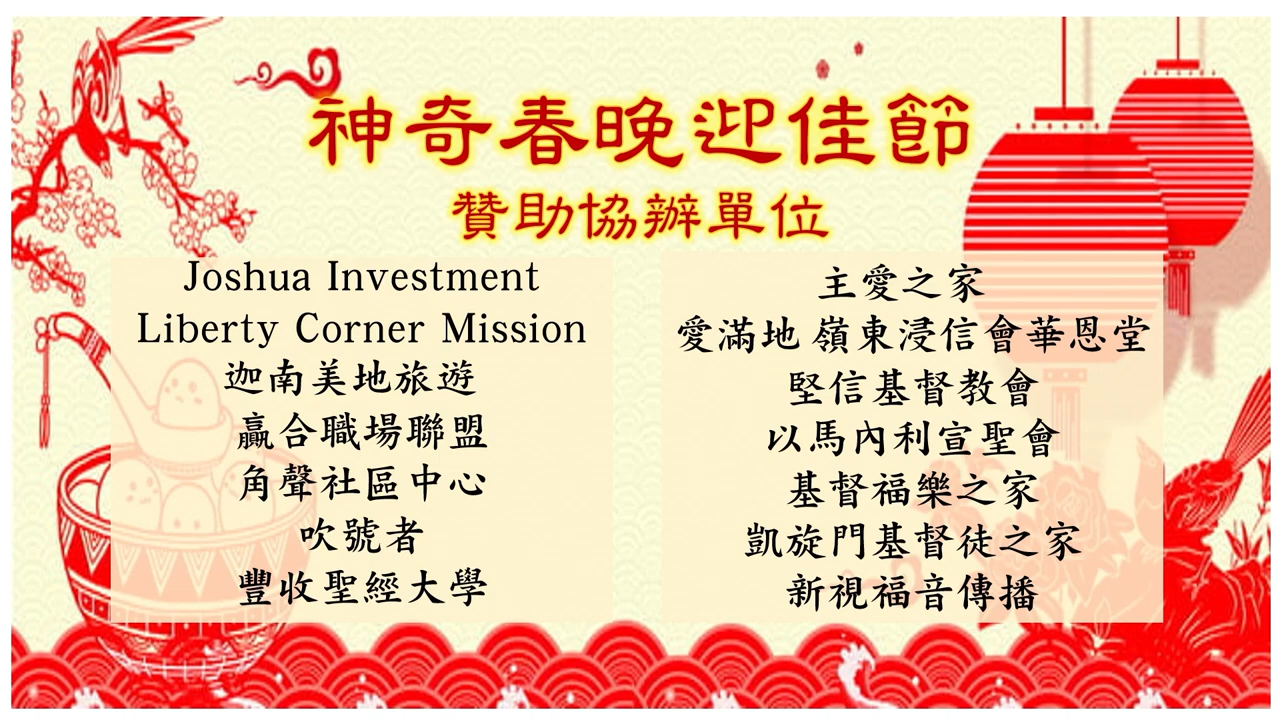 神奇春晚迎佳節
贊助協辦單位
Joshua Investment
Liberty Corner Mission
迦南美地旅遊
贏合職場聯盟
角聲社區中心
吹號者
豐收聖經大學
主愛之家
愛滿地 嶺東浸信會華恩堂
堅信基督教會
以馬內利宣聖會
基督福樂之家
凱旋門基督徒之家
新視福音傳播